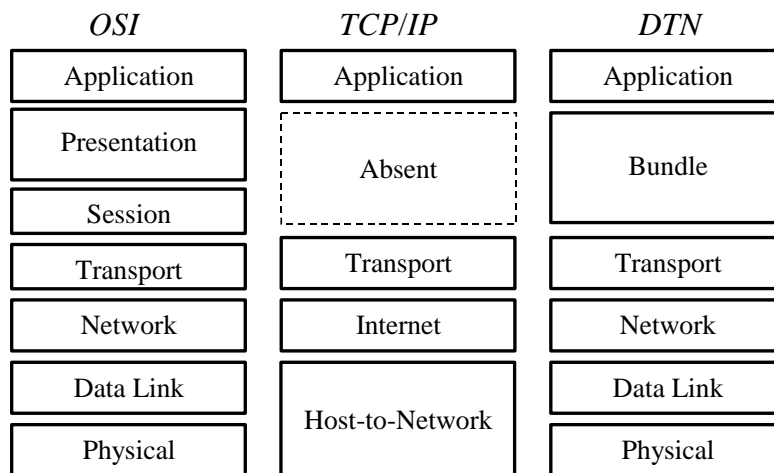 OSI
TCP/IP
DTN
Application
Application
Application
Presentation
Absent
Bundle
Session
Transport
Transport
Transport
Network
Internet
Network
Data Link
Host-to-Network
Data Link
Physical
Physical